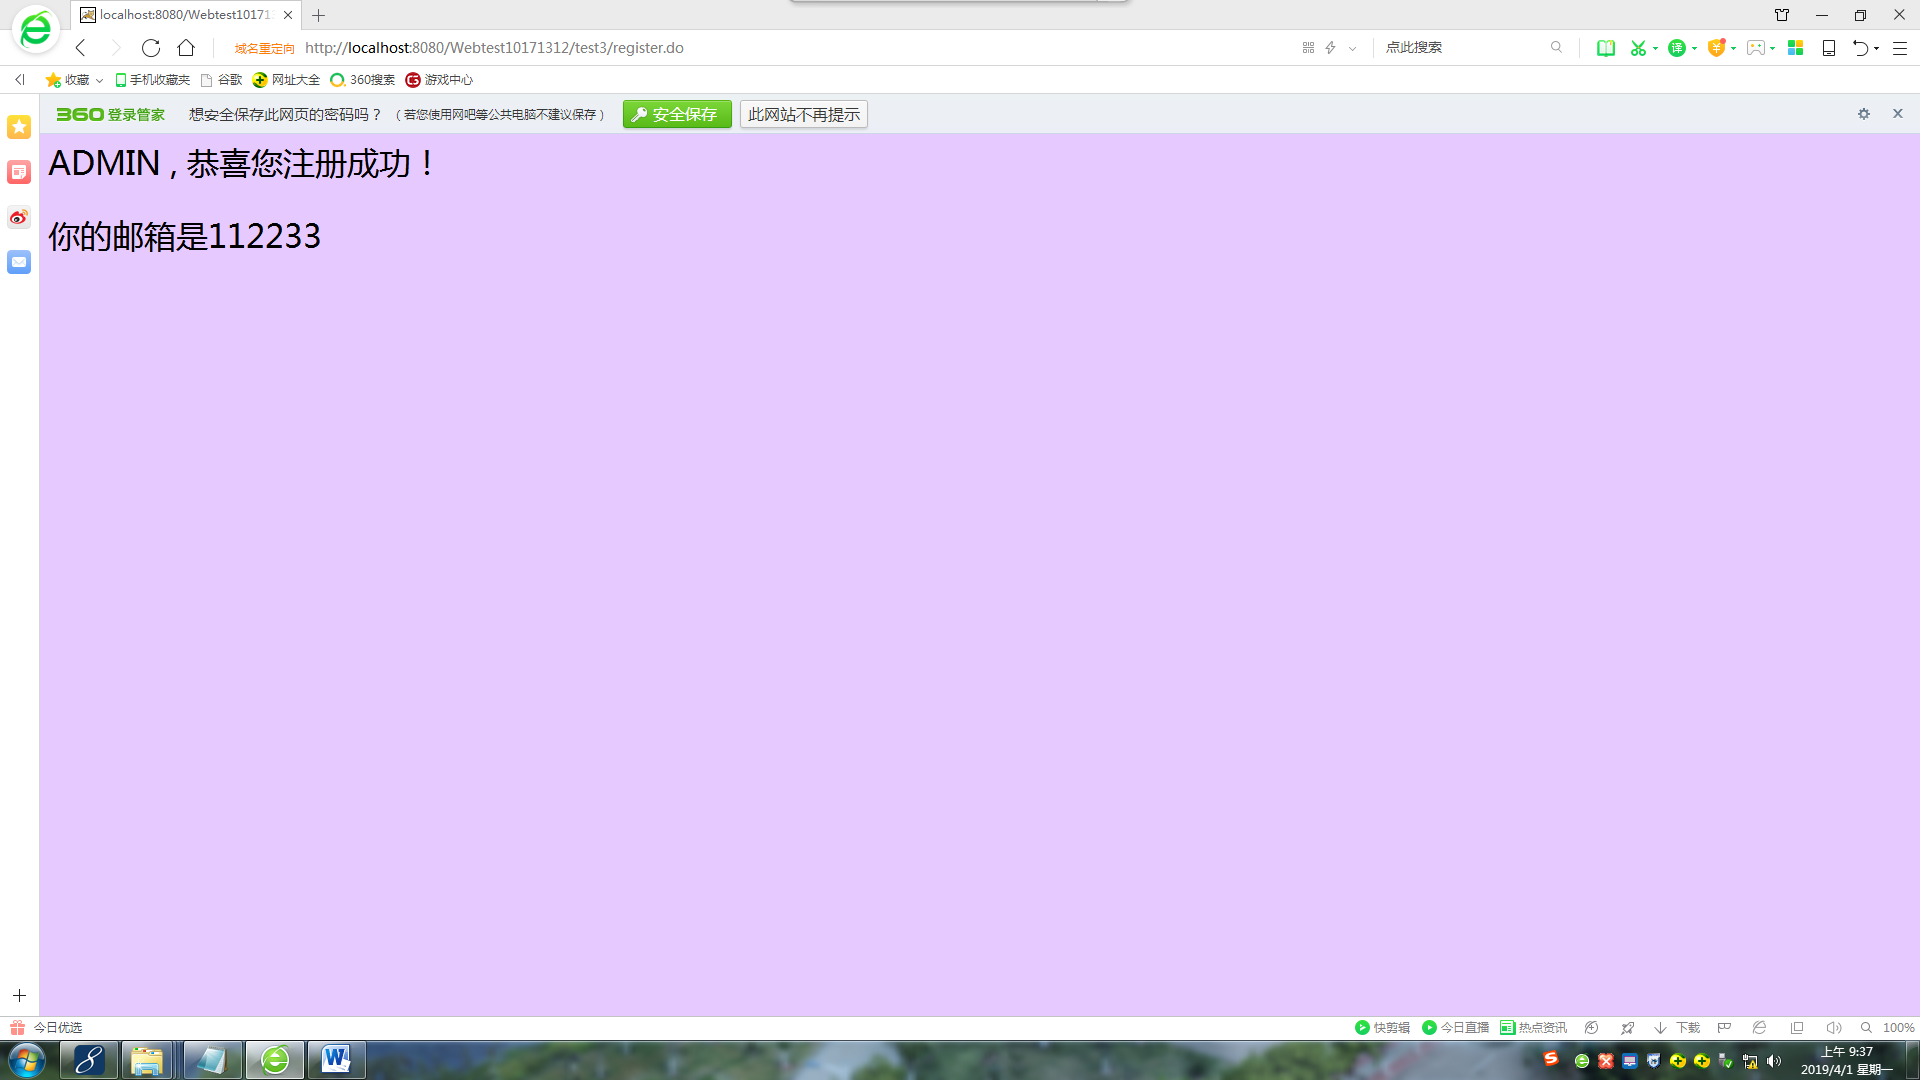 localhost:8080/Webtest10171
域名重定向 http://localhost:8080/Webtest10171312/test3/register.do 点此搜索
收藏 手机收藏夹 谷歌 网址大全 360搜索 游戏中心
360登录管家 想安全保存此网页的密码吗？（若您使用网吧等公共电脑不建议保存） 安全保存 此网站不再提示
ADMIN , 恭喜您注册成功！
你的邮箱是112233
今日优选 快剪辑 今日直播 热点资讯 下载 100%
上午 9:37
2019/4/1 星期一